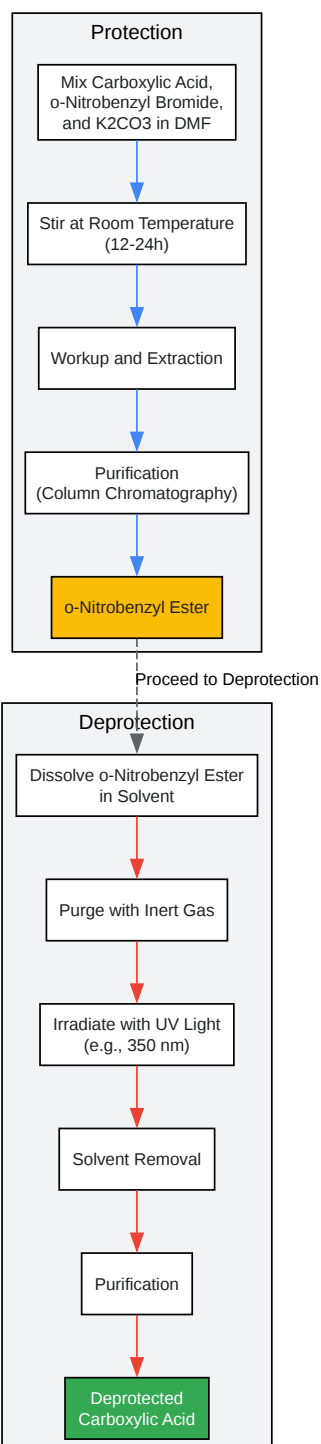 Protection
Mix Carboxylic Acid,
o-Nitrobenzyl Bromide,
and K2CO3 in DMF
Stir at Room Temperature
(12-24h)
Workup and Extraction
Purification
(Column Chromatography)
o-Nitrobenzyl Ester
Proceed to Deprotection
Deprotection
Dissolve o-Nitrobenzyl Ester
in Solvent
Purge with Inert Gas
Irradiate with UV Light
(e.g., 350 nm)
Solvent Removal
Purification
Deprotected
Carboxylic Acid